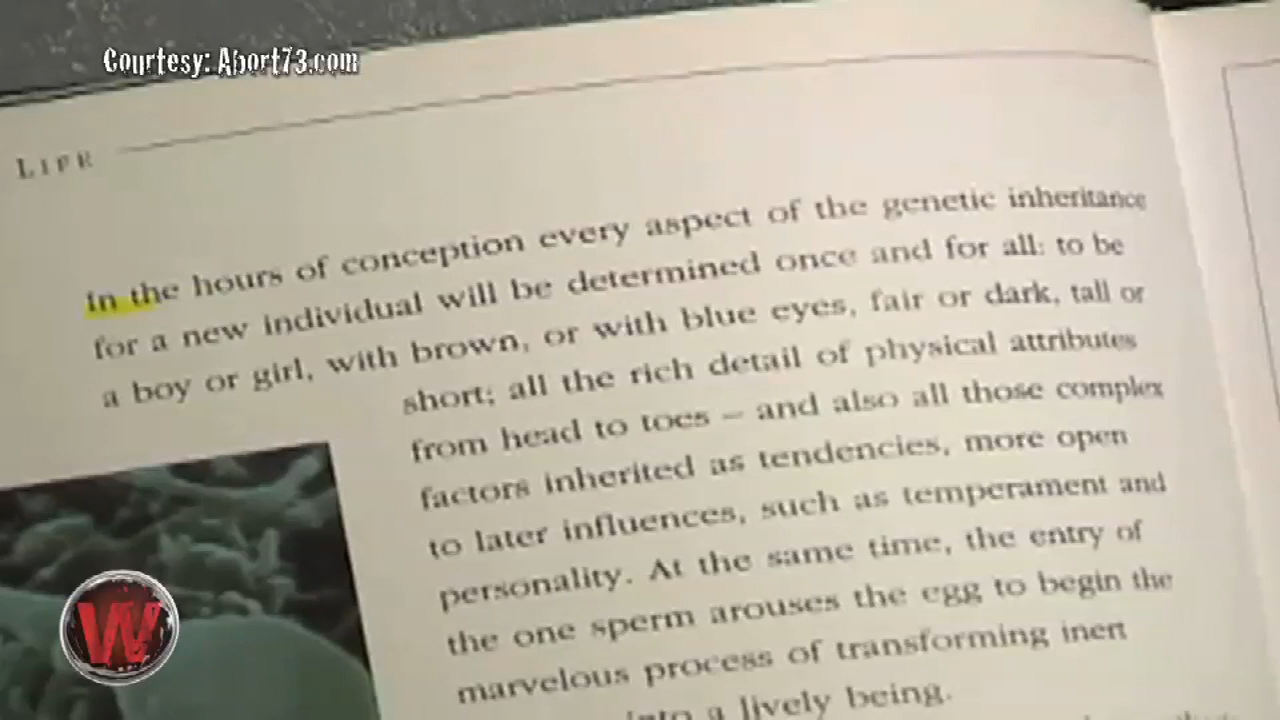 Courtesy: Abort73.com
LIFE
in the hours of conception every aspect of the genetic inheritance
for a new individual will be determined once and for all: to be
a boy or girl, with brown, or with blue eyes, fair or dark, tall or
short; all the rich detail of physical attributes
from head to toes – and also all those complex
factors inherited as tendencies, more open
to later influences, such as temperament and
personality. At the same time, the entry of
the one sperm arouses the egg to begin the
marvelous process of transforming inert
into a lively being.
W